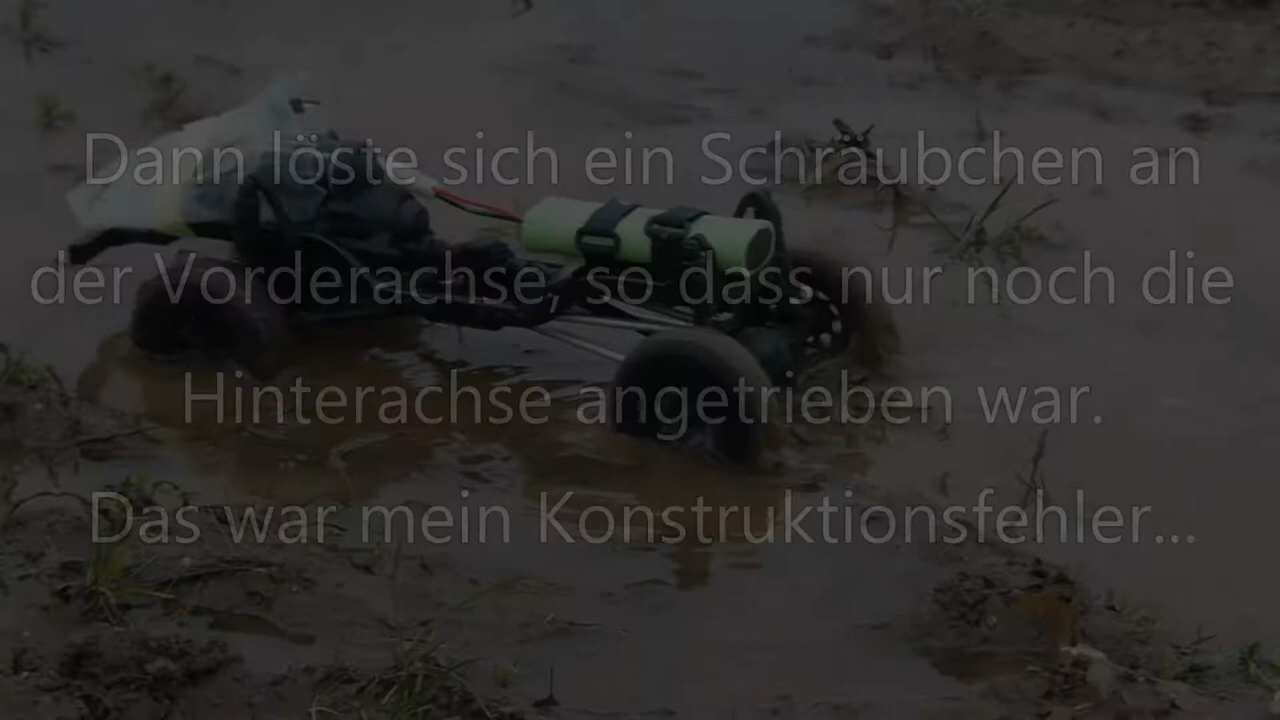 Dann löste sich ein Schraubchen an
der Vorderachse, so dass nur noch die
Hinterachse angetrieben war.
Das war mein Konstruktionsfehler...